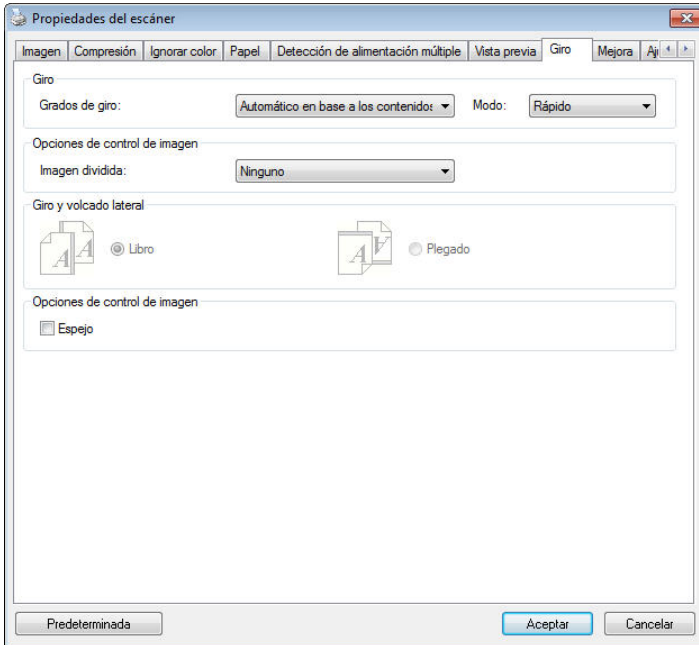 Propiedades del escáner
Imagen Compresión Ignorar color Papel Detección de alimentación múltiple Vista previa Giro Mejora Aj
Giro
Grados de giro: Automático en base a los contenidos Modo: Rápido
Opciones de control de imagen
Imagen dividida: Ninguno
Giro y volcado lateral
A A Libro A A Plegado
Opciones de control de imagen
Espejo
Predeterminada Aceptar Cancelar